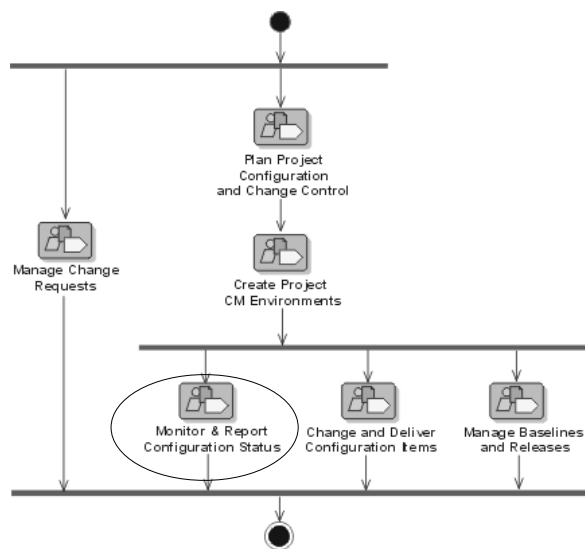 Plan Project
Configuration
and Change Control
Manage Change
Requests
Create Project
CM Environments
Monitor & Report
Configuration Status
Change and Deliver
Configuration Items
Manage Baselines
and Releases